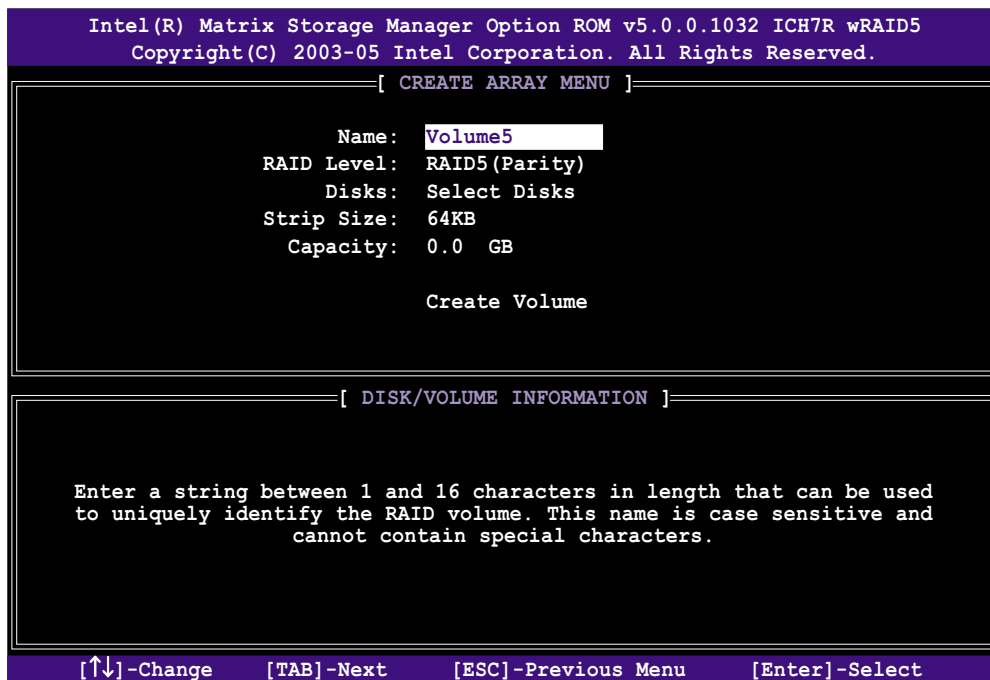 Intel(R) Matrix Storage Manager Option ROM v5.0.0.1032 ICH7R wRAID5
Copyright(C) 2003-05 Intel Corporation. All Rights Reserved.
[ CREATE ARRAY MENU ]
Name: Volume5
RAID Level: RAID5(Parity)
Disks: Select Disks
Strip Size: 64KB
Capacity: 0.0 GB
Create Volume
[ DISK/VOLUME INFORMATION ]
Enter a string between 1 and 16 characters in length that can be used
to uniquely identify the RAID volume. This name is case sensitive and
cannot contain special characters.
[↑↓]-Change [TAB]-Next [ESC]-Previous Menu [Enter]-Select